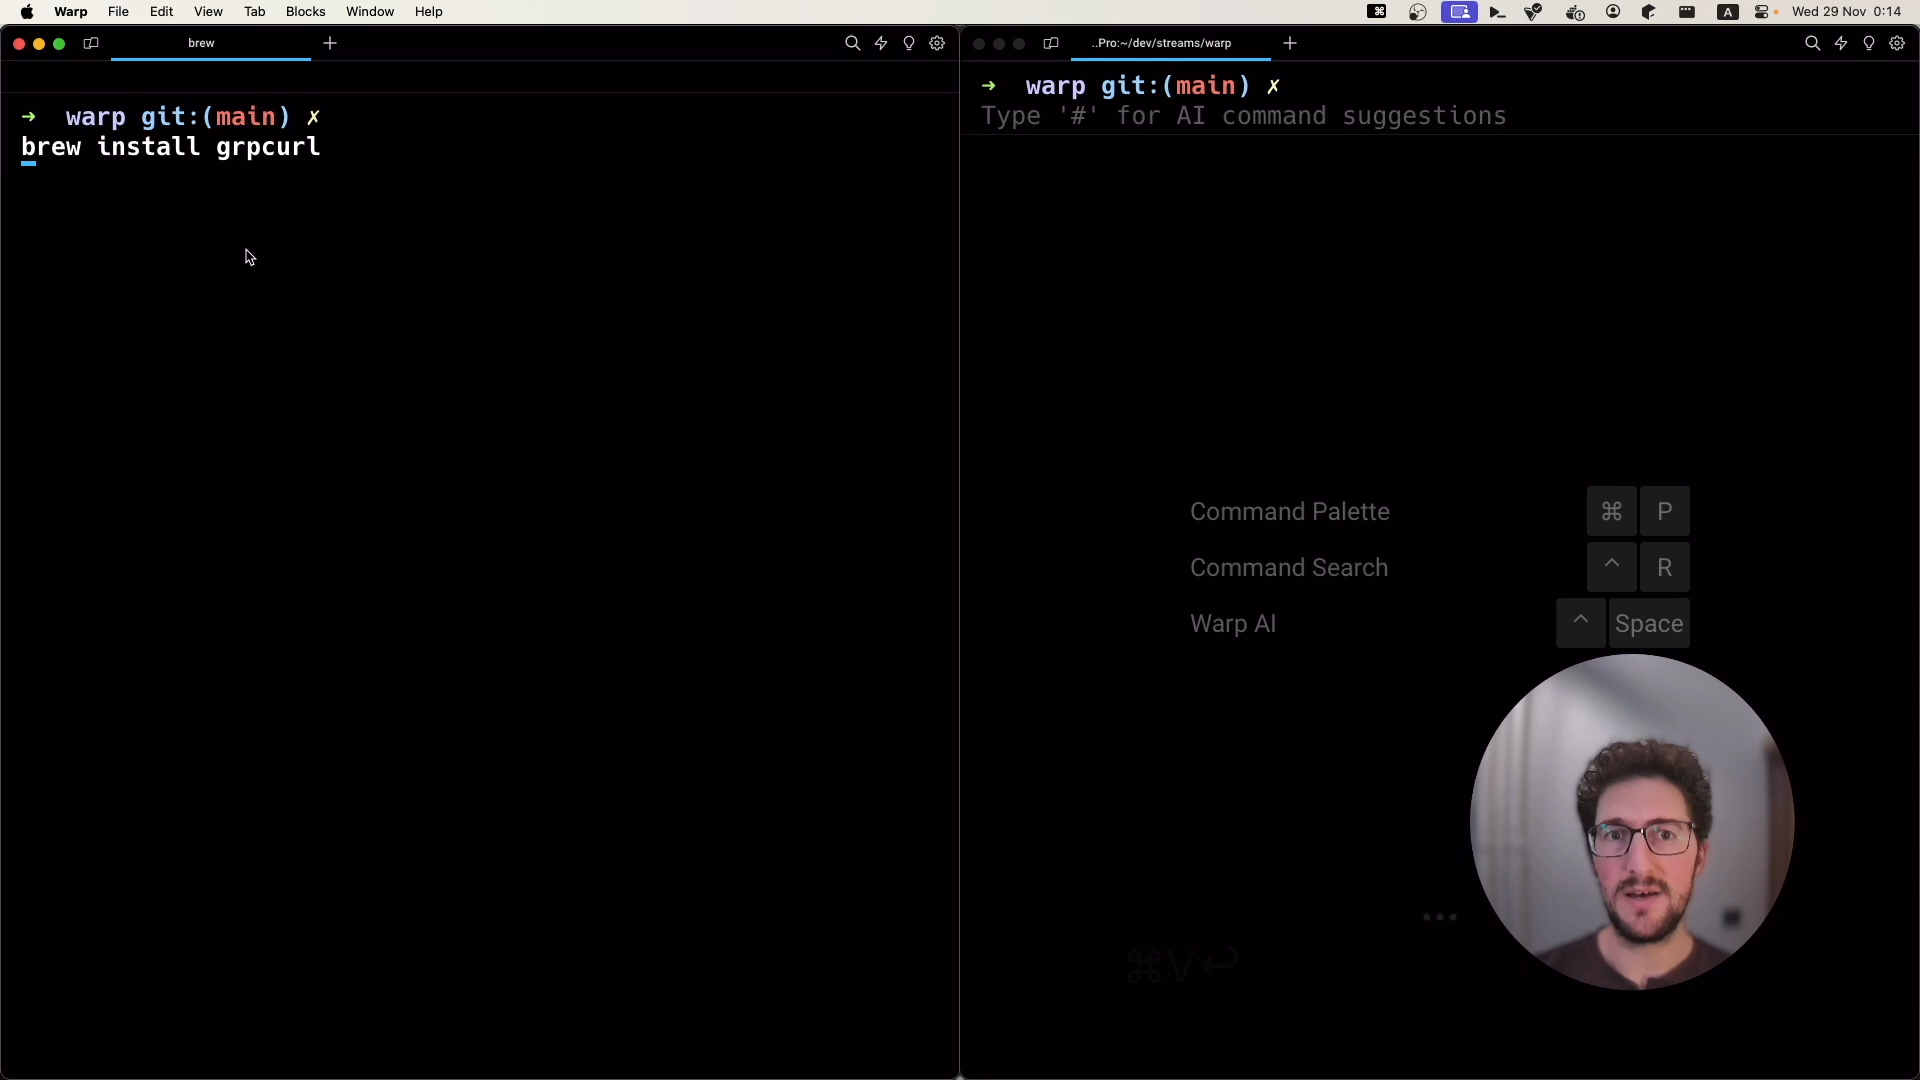 Warp File Edit View Tab Blocks Window Help
A Wed 29 Nov 0:14
brew
..Pro:~/dev/streams/warp
➜ warp git:(main) ✗
brew install grpcurl
➜ warp git:(main) ✗
Type '#' for AI command suggestions
Command Palette ⌘ P
Command Search ^ R
Warp AI ^ Space
⌘V↩